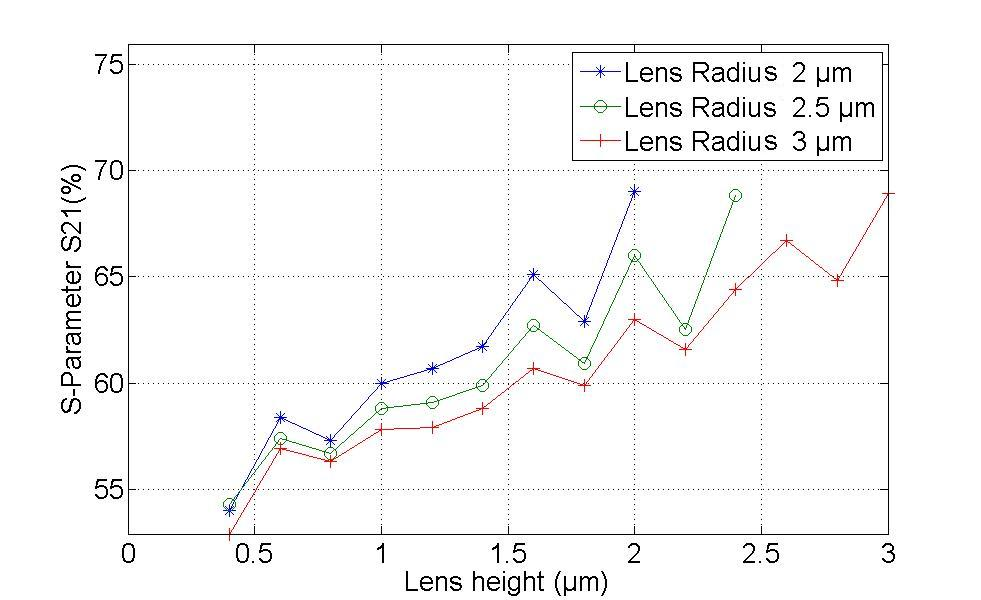 75
70
65
60
55
S-Parameter S21(%)
Lens Radius 2 µm
Lens Radius 2.5 µm
Lens Radius 3 µm
0 0.5 1 1.5 2 2.5 3
Lens height (µm)